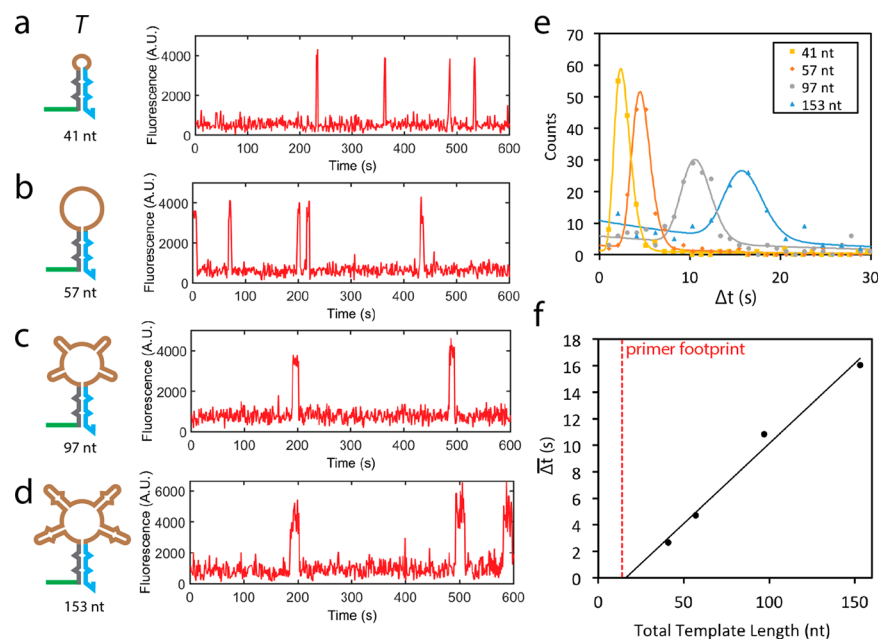 a
T
41 nt
Fluorescence (A.U.)
4000
2000
0
0 100 200 300 400 500 600
Time (s)
b
57 nt
Fluorescence (A.U.)
4000
2000
0
0 100 200 300 400 500 600
Time (s)
c
97 nt
Fluorescence (A.U.)
4000
2000
0
0 100 200 300 400 500 600
Time (s)
d
153 nt
Fluorescence (A.U.)
6000
4000
2000
0
0 100 200 300 400 500 600
Time (s)
e
Counts
70
60
50
40
30
20
10
0
0 10 20 30
Δt (s)
41 nt
57 nt
97 nt
153 nt
f
primer footprint
Δt (s)
18
16
14
12
10
8
6
4
2
0
0 50 100 150
Total Template Length (nt)